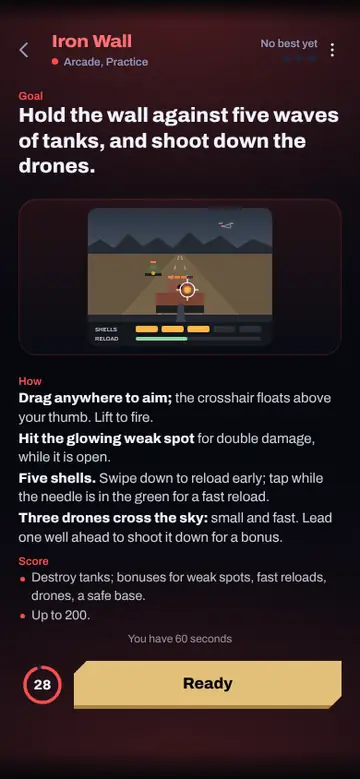 Iron Wall
No best yet
Arcade, Practice
Goal
Hold the wall against five waves
of tanks, and shoot down the
drones.
SHELLS
RELOAD
How
Drag anywhere to aim; the crosshair floats above
your thumb. Lift to fire.
Hit the glowing weak spot for double damage,
while it is open.
Five shells. Swipe down to reload early; tap while
the needle is in the green for a fast reload.
Three drones cross the sky: small and fast. Lead
one well ahead to shoot it down for a bonus.
Score
Destroy tanks; bonuses for weak spots, fast reloads,
drones, a safe base.
Up to 200.
You have 60 seconds
28
Ready